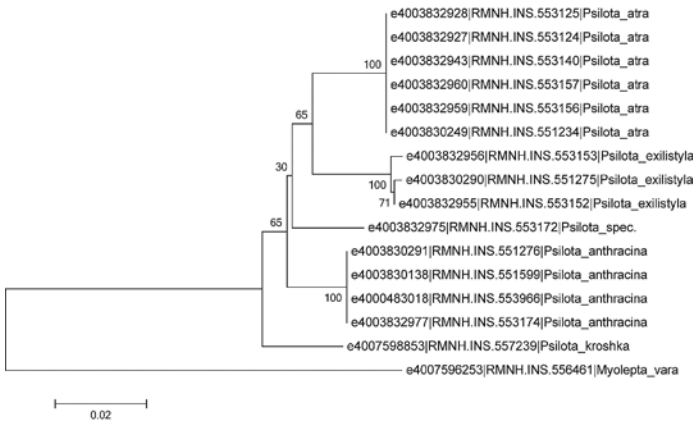 e4003832928|RMNH.INS.553125|Psilota_atra
e4003832927|RMNH.INS.553124|Psilota_atra
e4003832943|RMNH.INS.553140|Psilota_atra
100
e4003832960|RMNH.INS.553157|Psilota_atra
e4003832959|RMNH.INS.553156|Psilota_atra
65
e4003830249|RMNH.INS.551234|Psilota_atra
e4003832956|RMNH.INS.553153|Psilota_exilistyla
30
100
e4003830290|RMNH.INS.551275|Psilota_exilistyla
71
e4003832955|RMNH.INS.553152|Psilota_exilistyla
65
e4003832975|RMNH.INS.553172|Psilota_spec.
e4003830291|RMNH.INS.551276|Psilota_anthracina
e4003830138|RMNH.INS.551599|Psilota_anthracina
100
e4000483018|RMNH.INS.553966|Psilota_anthracina
e4003832977|RMNH.INS.553174|Psilota_anthracina
e4007598853|RMNH.INS.557239|Psilota_kroshka
e4007596253|RMNH.INS.556461|Myolepta_vara
0.02